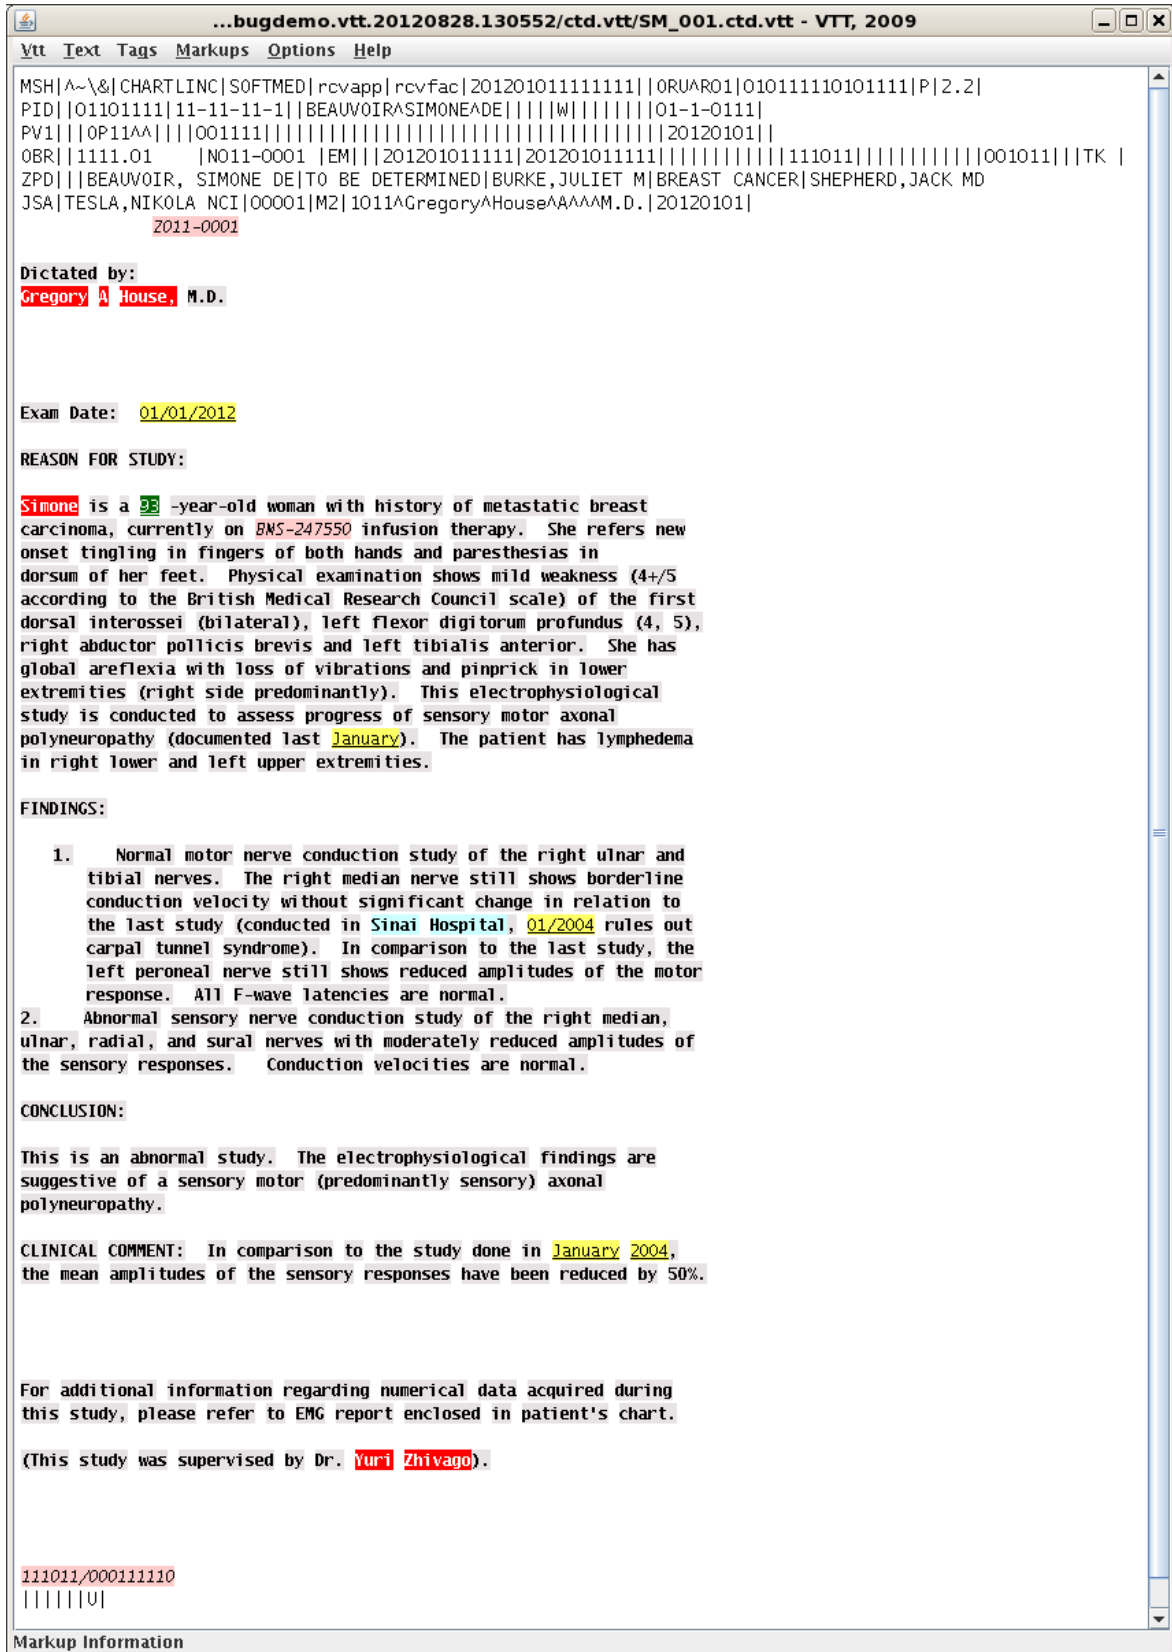 ...bugdemo.vtt.20120828.130552/ctd.vtt/SM_001.ctd.vtt - VTT, 2009
Vtt Text Tags Markups Options Help
MSH|^~\&|CHARTLINC|SOFTMED|rcvapp|rcvfac|201201011111111||ORU^R01|010111110101111|P|2.2|
PID||01101111|11-11-11-1||BEAUVOIR^SIMONE^DE|||||W||||||||01-1-0111|
PV1|||OP11^^||||001111|||||||||||||||||||||||||||||||||||||20120101||
OBR||1111.01 |N011-0001 |EM|||201201011111|201201011111||||||||||||111011||||||||||||001011|||TK |
ZPD|||BEAUVOIR, SIMONE DE|TO BE DETERMINED|BURKE,JULIET M|BREAST CANCER|SHEPHERD,JACK MD
JSA|TESLA,NIKOLA NCI|00001|M2|1011^Gregory^House^A^^^M.D.|20120101|
2011-0001
Dictated by:
Gregory A House, M.D.
Exam Date: 01/01/2012
REASON FOR STUDY:
Simone is a 93 -year-old woman with history of metastatic breast
carcinoma, currently on BMS-247550 infusion therapy. She refers new
onset tingling in fingers of both hands and paresthesias in
dorsum of her feet. Physical examination shows mild weakness (4+/5
according to the British Medical Research Council scale) of the first
dorsal interossei (bilateral), left flexor digitorum profundus (4, 5),
right abductor pollicis brevis and left tibialis anterior. She has
global areflexia with loss of vibrations and pinprick in lower
extremities (right side predominantly). This electrophysiological
study is conducted to assess progress of sensory motor axonal
polyneuropathy (documented last January). The patient has lymphedema
in right lower and left upper extremities.
FINDINGS:
1. Normal motor nerve conduction study of the right ulnar and
tibial nerves. The right median nerve still shows borderline
conduction velocity without significant change in relation to
the last study (conducted in Sinai Hospital, 01/2004 rules out
carpal tunnel syndrome). In comparison to the last study, the
left peroneal nerve still shows reduced amplitudes of the motor
response. All F-wave latencies are normal.
2. Abnormal sensory nerve conduction study of the right median,
ulnar, radial, and sural nerves with moderately reduced amplitudes of
the sensory responses. Conduction velocities are normal.
CONCLUSION:
This is an abnormal study. The electrophysiological findings are
suggestive of a sensory motor (predominantly sensory) axonal
polyneuropathy.
CLINICAL COMMENT: In comparison to the study done in January 2004,
the mean amplitudes of the sensory responses have been reduced by 50%.
For additional information regarding numerical data acquired during
this study, please refer to EMG report enclosed in patient's chart.
(This study was supervised by Dr. Yuri Zhivago).
111011/000111110
||||||V|
Markup Information